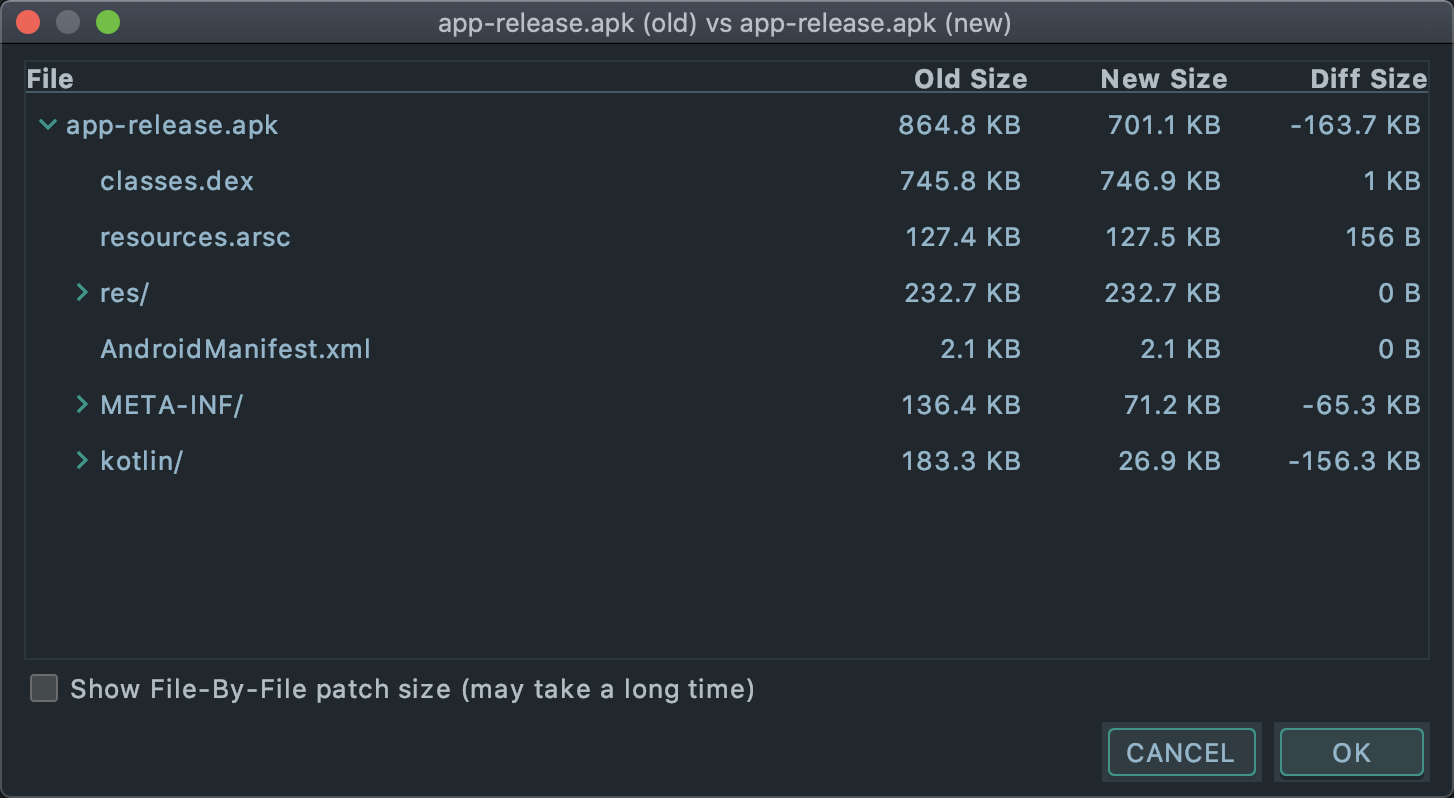 app-release.apk (old) vs app-release.apk (new)
File Old Size New Size Diff Size
app-release.apk 864.8 KB 701.1 KB -163.7 KB
classes.dex 745.8 KB 746.9 KB 1 KB
resources.arsc 127.4 KB 127.5 KB 156 B
res/ 232.7 KB 232.7 KB 0 B
AndroidManifest.xml 2.1 KB 2.1 KB 0 B
META-INF/ 136.4 KB 71.2 KB -65.3 KB
kotlin/ 183.3 KB 26.9 KB -156.3 KB
Show File-By-File patch size (may take a long time)
CANCEL OK